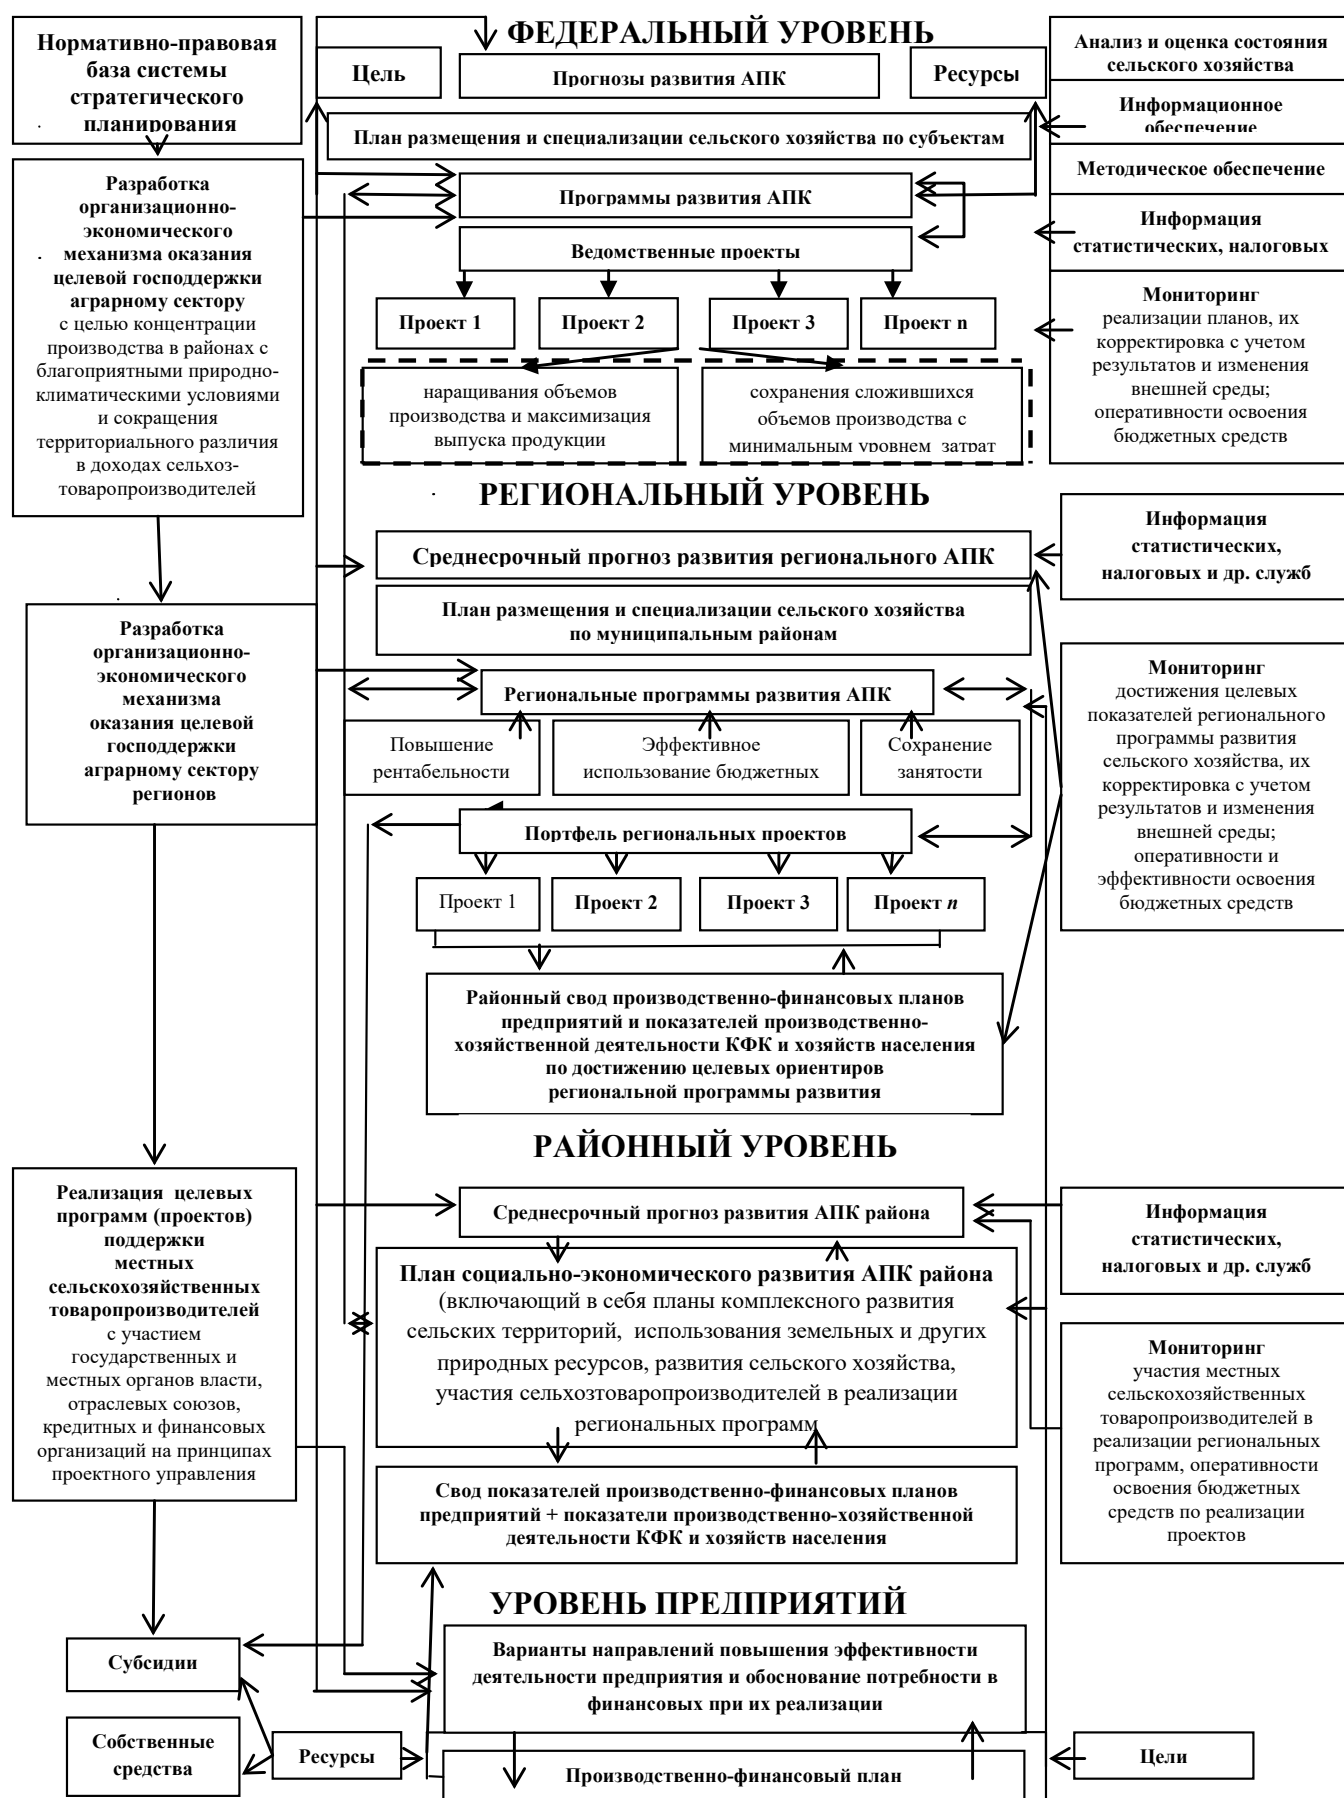 ФЕДЕРАЛЬНЫЙ УРОВЕНЬ
Нормативно-правовая
база системы
стратегического
планирования
Цель
Прогнозы развития АПК
Ресурсы
Анализ и оценка состояния
сельского хозяйства
Информационное
обеспечение
План размещения и специализации сельского хозяйства по субъектам
Методическое обеспечение
Разработка
организационно-
экономического
механизма оказания
целевой господдержки
аграрному сектору
с целью концентрации
производства в районах с
благоприятными природно-
климатическими условиями
и сокращения
территориального различия
в доходах сельхоз-
товаропроизводителей
Программы развития АПК
Информация
статистических, налоговых
Ведомственные проекты
Проект 1
Проект 2
Проект 3
Проект n
Мониторинг
реализации планов, их
корректировка с учетом
результатов и изменения
внешней среды;
оперативности освоения
бюджетных средств
наращивания объемов
производства и максимизация
выпуска продукции
сохранения сложившихся
объемов производства с
минимальным уровнем затрат
РЕГИОНАЛЬНЫЙ УРОВЕНЬ
Среднесрочный прогноз развития регионального АПК
Информация
статистических,
налоговых и др. служб
План размещения и специализации сельского хозяйства
по муниципальным районам
Разработка
организационно-
экономического
механизма
оказания целевой
господдержки
аграрному сектору
регионов
Региональные программы развития АПК
Повышение
рентабельности
Эффективное
использование бюджетных
Сохранение
занятости
Мониторинг
достижения целевых
показателей регионального
программы развития
сельского хозяйства, их
корректировка с учетом
результатов и изменения
внешней среды;
оперативности и
эффективности освоения
бюджетных средств
Портфель региональных проектов
Проект 1
Проект 2
Проект 3
Проект n
Районный свод производственно-финансовых планов
предприятий и показателей производственно-
хозяйственной деятельности КФК и хозяйств населения
по достижению целевых ориентиров
региональной программы развития
РАЙОННЫЙ УРОВЕНЬ
Реализация целевых
программ (проектов)
поддержки
местных
сельскохозяйственных
товаропроизводителей
с участием
государственных и
местных органов власти,
отраслевых союзов,
кредитных и финансовых
организаций на принципах
проектного управления
Среднесрочный прогноз развития АПК района
Информация
статистических,
налоговых и др. служб
План социально-экономического развития АПК района
(включающий в себя планы комплексного развития
сельских территорий, использования земельных и других
природных ресурсов, развития сельского хозяйства,
участия сельхозтоваропроизводителей в реализации
региональных программ
Мониторинг
участия местных
сельскохозяйственных
товаропроизводителей в
реализации региональных
программ, оперативности
освоения бюджетных
средств по реализации
проектов
Свод показателей производственно-финансовых планов
предприятий + показатели производственно-хозяйственной
деятельности КФК и хозяйств населения
УРОВЕНЬ ПРЕДПРИЯТИЙ
Субсидии
Варианты направлений повышения эффективности
деятельности предприятия и обоснование потребности в
финансовых при их реализации
Собственные
средства
Ресурсы
Производственно-финансовый план
Цели